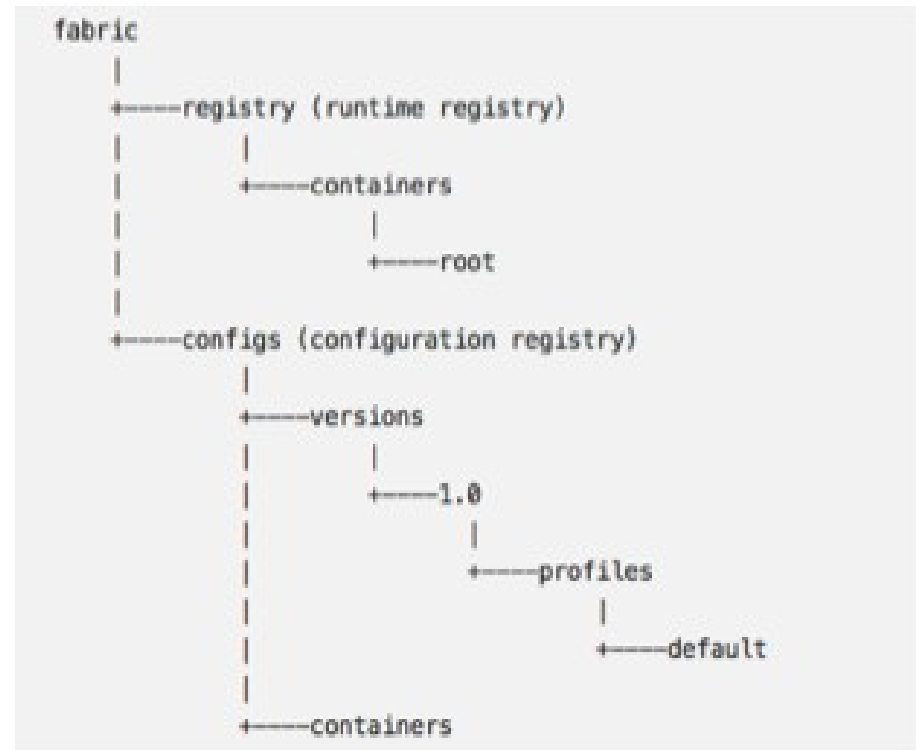 fabric
registry (runtime registry)
containers
root
configs (configuration registry)
versions
1.0
profiles
default
containers